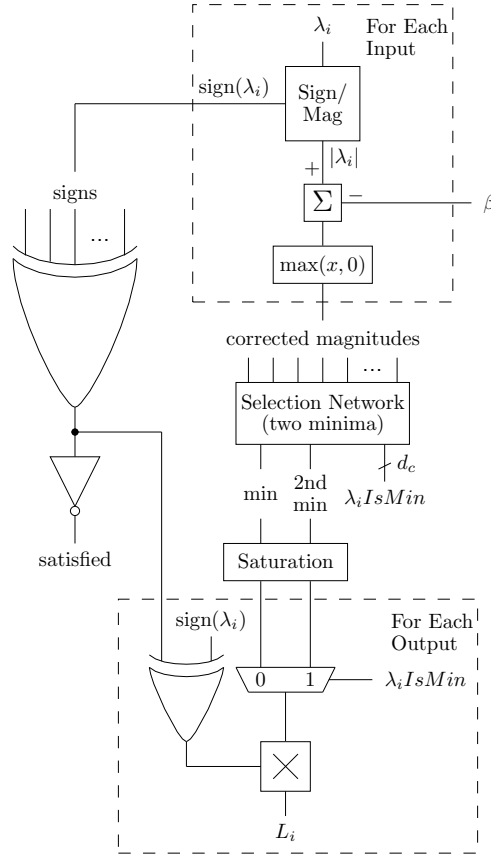 λ_i
For Each
Input
sign(λ_i)
Sign/
Mag
|λ_i|
+
signs
Σ
−
β
...
max(x, 0)
corrected magnitudes
...
Selection Network
(two minima)
d_c
min
2nd
min
λ_iIsMin
satisfied
Saturation
sign(λ_i)
For Each
Output
0
1
λ_iIsMin
×
L_i